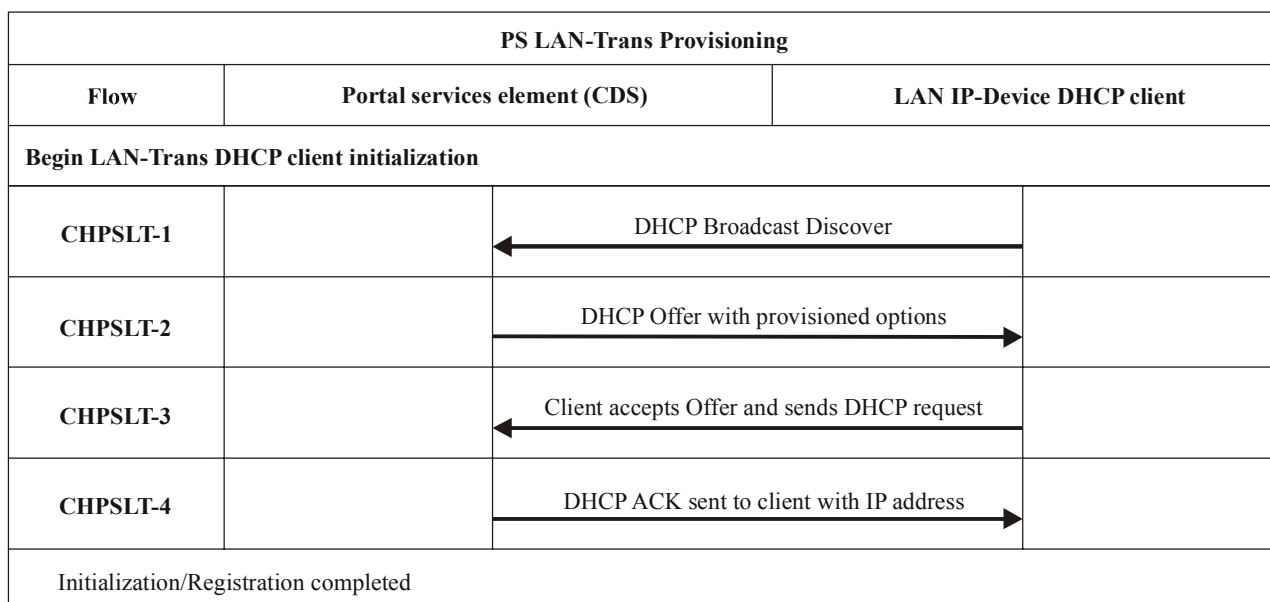 PS LAN-Trans Provisioning
Flow
Portal services element (CDS)
LAN IP-Device DHCP client
Begin LAN-Trans DHCP client initialization
CHPSLT-1
DHCP Broadcast Discover
CHPSLT-2
DHCP Offer with provisioned options
CHPSLT-3
Client accepts Offer and sends DHCP request
CHPSLT-4
DHCP ACK sent to client with IP address
Initialization/Registration completed